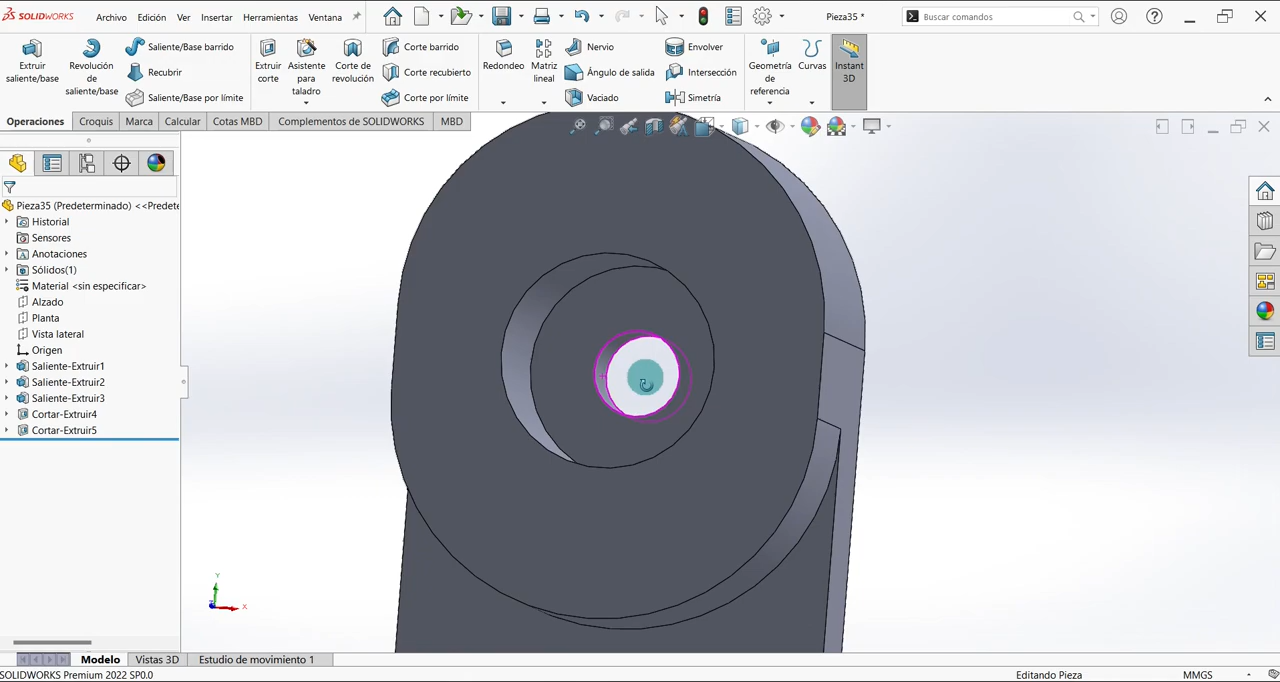 SOLIDWORKS Archivo Edición Ver Insertar Herramientas Ventana Pieza35 * Buscar comandos
Extruir saliente/base
Revolución de saliente/base
Saliente/Base barrido
Recubrir
Saliente/Base por límite
Extruir corte
Asistente para taladro
Corte de revolución
Corte barrido
Corte recubierto
Corte por límite
Redondeo
Matriz lineal
Nervio
Ángulo de salida
Vaciado
Envolver
Intersección
Simetría
Geometría de referencia
Curvas
Instant 3D
Operaciones Croquis Marca Calcular Cotas MBD Complementos de SOLIDWORKS MBD
Pieza35 (Predeterminado) <<Predete
Historial
Sensores
Anotaciones
Sólidos(1)
Material <sin especificar>
Alzado
Planta
Vista lateral
Origen
Saliente-Extruir1
Saliente-Extruir2
Saliente-Extruir3
Cortar-Extruir4
Cortar-Extruir5
Y
X
Modelo Vistas 3D Estudio de movimiento 1
SOLIDWORKS Premium 2022 SP0.0 Editando Pieza MMGS